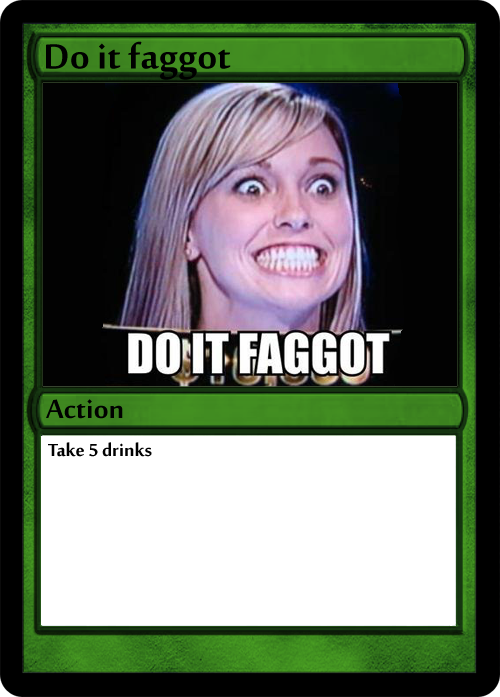 Do it faggot
DO IT FAGGOT
Action
Take 5 drinks